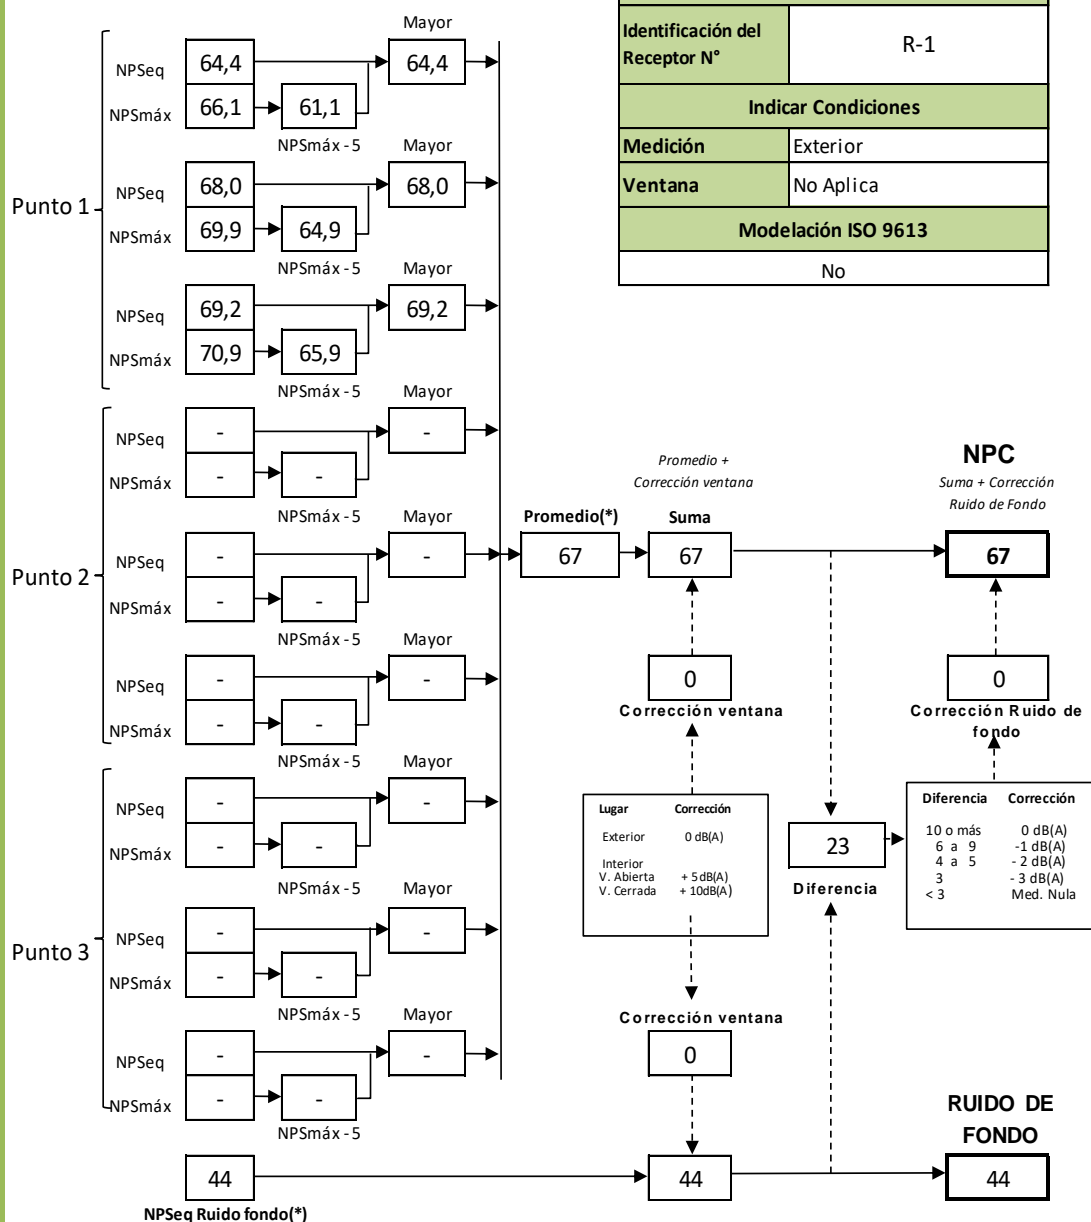 Identificación del
Receptor N°
R-1
Indicar Condiciones
Medición
Exterior
Ventana
No Aplica
Modelación ISO 9613
No
Punto 1
Mayor
NPSeq
64,4
64,4
NPSmáx
66,1
61,1
NPSmáx - 5
Mayor
NPSeq
68,0
68,0
NPSmáx
69,9
64,9
NPSmáx - 5
Mayor
NPSeq
69,2
69,2
NPSmáx
70,9
65,9
NPSmáx - 5
Punto 2
Mayor
NPSeq
-
-
NPSmáx
-
-
NPSmáx - 5
Mayor
NPSeq
-
-
NPSmáx
-
-
NPSmáx - 5
Mayor
NPSeq
-
-
NPSmáx
-
-
NPSmáx - 5
Punto 3
Mayor
NPSeq
-
-
NPSmáx
-
-
NPSmáx - 5
Mayor
NPSeq
-
-
NPSmáx
-
-
NPSmáx - 5
Mayor
NPSeq
-
-
NPSmáx
-
-
NPSmáx - 5
Promedio(*)
67
Promedio +
Corrección ventana
Suma
67
0
Corrección ventana
Lugar Corrección
Exterior 0 dB(A)
Interior
V. Abierta + 5dB(A)
V. Cerrada + 10dB(A)
Corrección ventana
0
NPC
Suma + Corrección
Ruido de Fondo
67
0
Corrección Ruido de
fondo
Diferencia Corrección
10 o más 0 dB(A)
6 a 9 -1 dB(A)
4 a 5 - 2 dB(A)
3 - 3 dB(A)
< 3 Med. Nula
23
Diferencia
44
NPSeq Ruido fondo(*)
44
RUIDO DE
FONDO
44